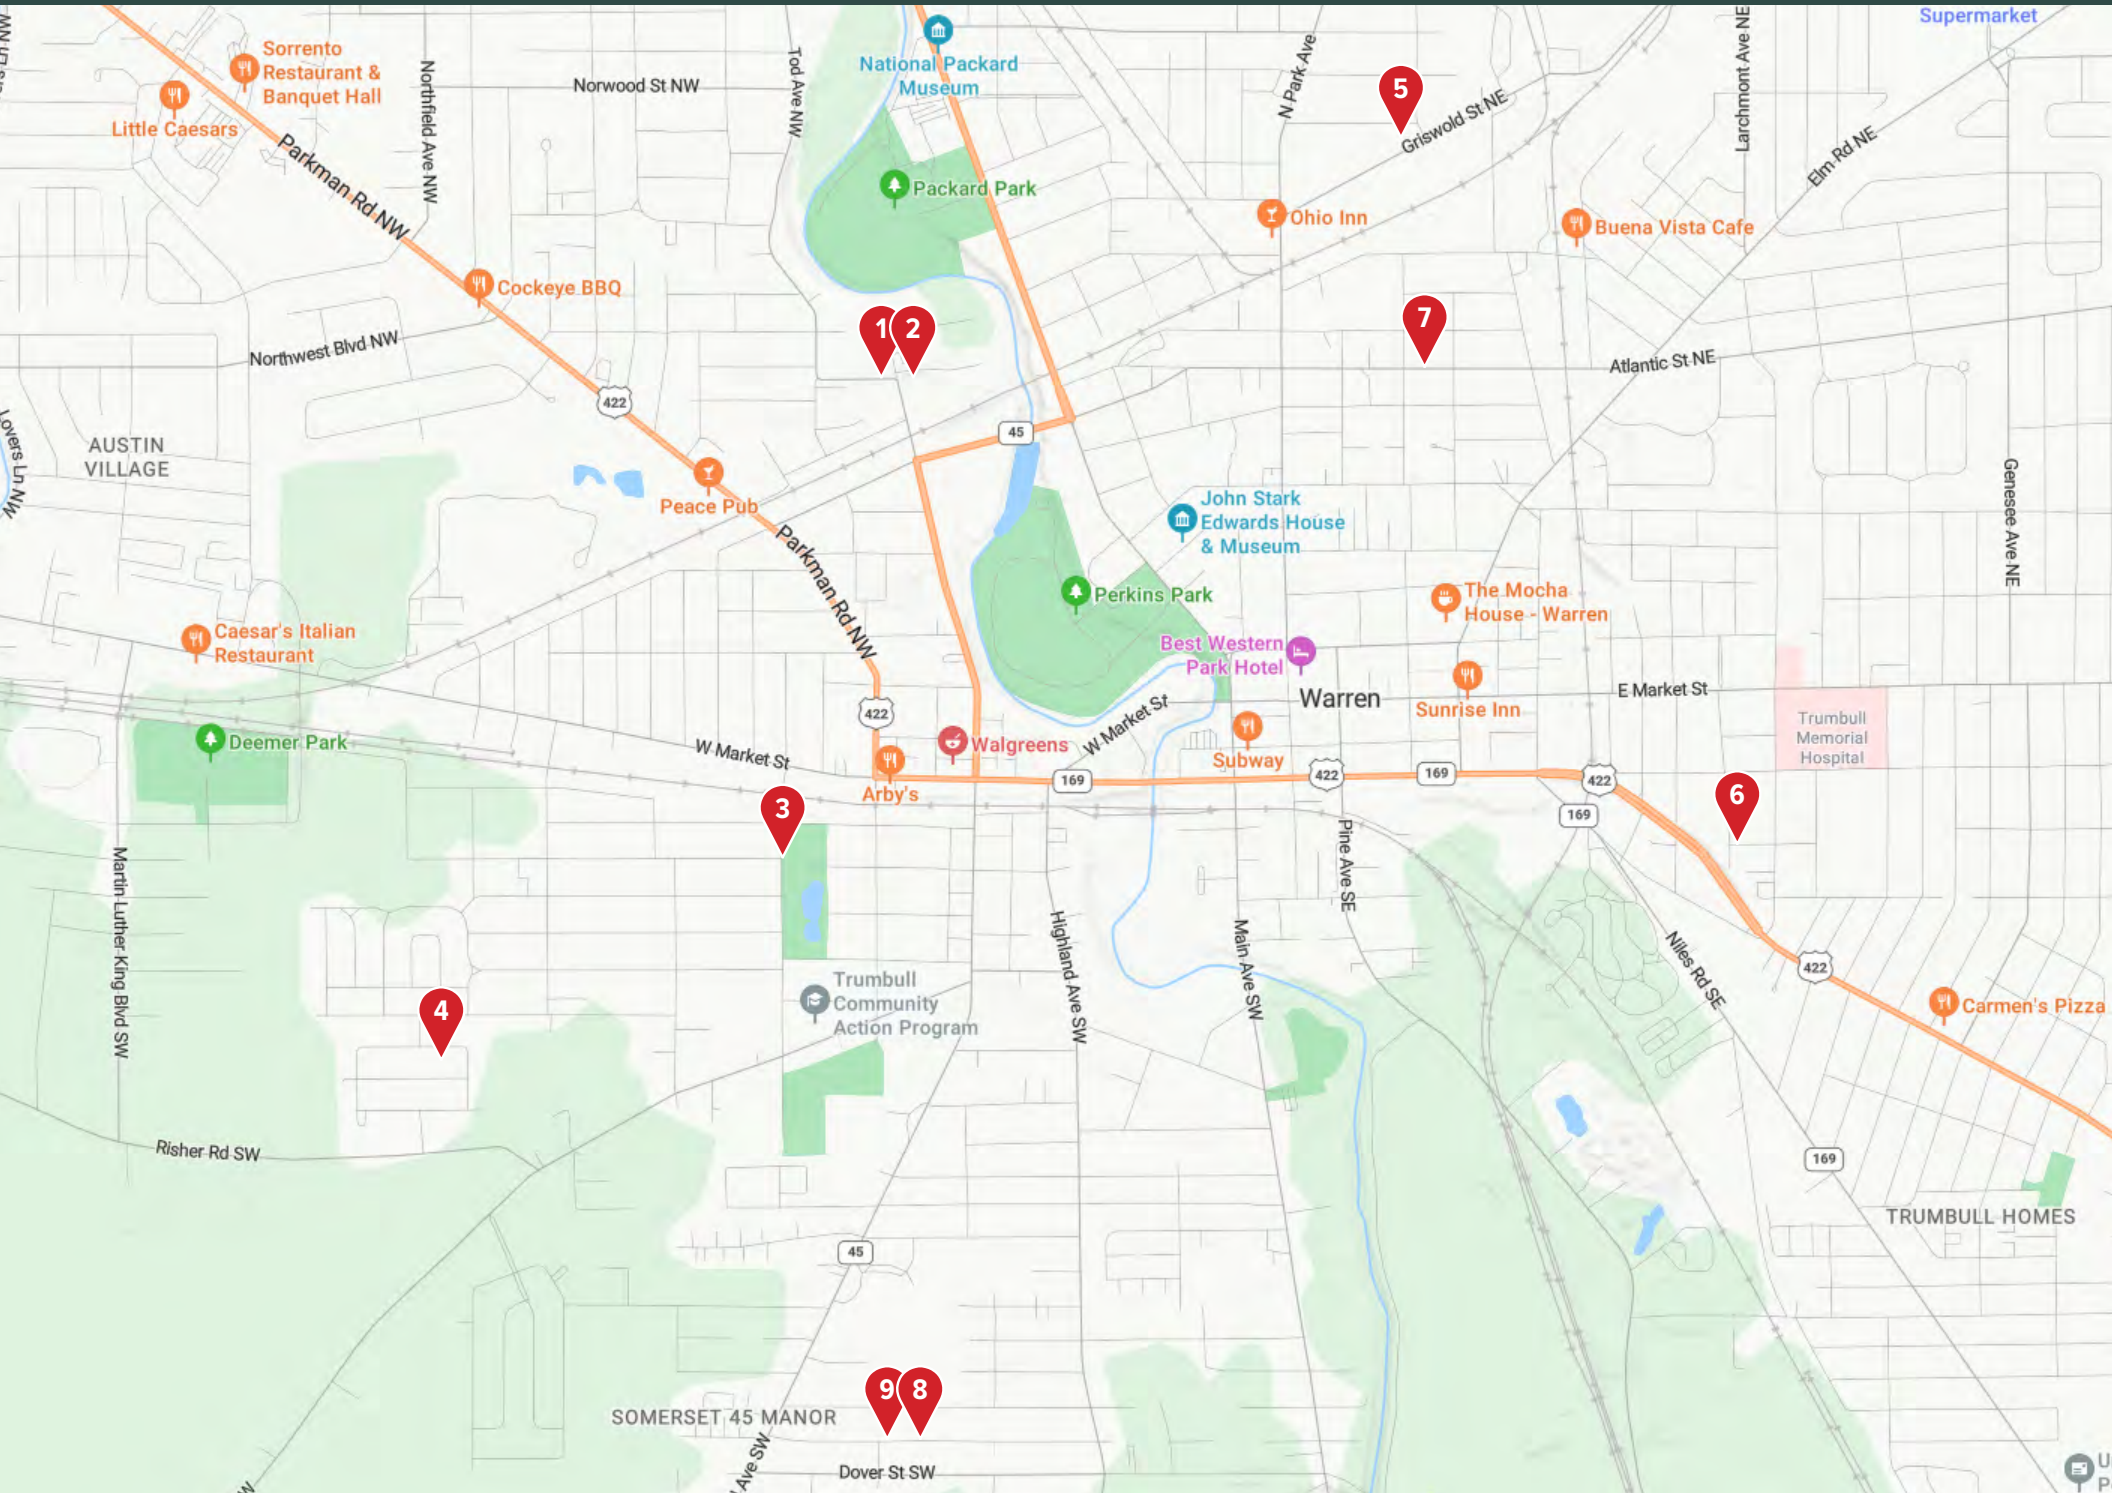 Supermarket
Sorrento
Restaurant &
Banquet Hall
Little Caesars
Northfield Ave NW
Norwood St NW
Tod Ave NW
National Packard
Museum
N Park Ave
5
Griswold St NE
Larchmont Ave NE
Elm Rd NE
Parkman Rd NW
Packard Park
Ohio Inn
Buena Vista Cafe
Cockeye BBQ
Northwest Blvd NW
1
2
7
Atlantic St NE
422
45
Lovers Ln NW
AUSTIN
VILLAGE
Peace Pub
John Stark
Edwards House
& Museum
Genesee Ave NE
Parkman Rd NW
Perkins Park
The Mocha
House - Warren
Caesar's Italian
Restaurant
Best Western
Park Hotel
Warren
Sunrise Inn
E Market St
422
Deemer Park
W Market St
Walgreens
W Market St
Subway
Trumbull
Memorial
Hospital
Arby's
169
422
169
422
169
3
6
Martin Luther King Blvd SW
Pine Ave SE
Highland Ave SW
Main Ave SW
Niles Rd SE
422
4
Trumbull
Community
Action Program
Carmen's Pizza
Risher Rd SW
169
TRUMBULL HOMES
45
9
8
SOMERSET 45 MANOR
Ave SW
Dover St SW